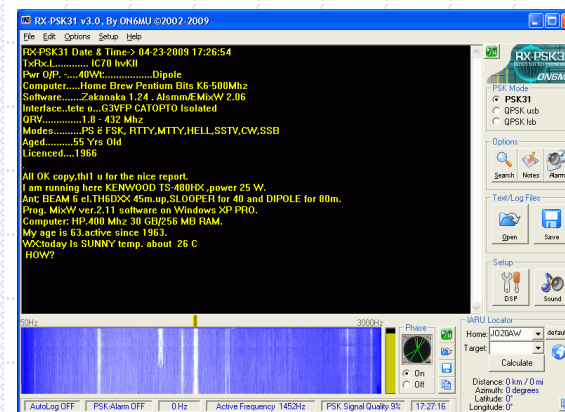 RX-PSK31 v3.0, By ON6MU ©2002-2009
File Edit Options Setup Help
RX-PSK31 Date & Time-> 04-23-2009 17:26:54
TxRx.L........... IC70 hvKII
Pwr O/P. -....40Wt:.................Dipole
Computer.....Home Brew Pentium Bits K6-500Mhz
Software.......Zakanaka 1.24 . AlsmmÆMixW 2.06
Interface..tete o...G3VFP CATOPTO Isolated
QRV.............1.8 - 432 Mhz
Modes..........PS ë FSK, RTTY,MTTY,HELL,SSTV,CW,SSB
Aged..........55 Yrs Old
Licenced....1966
.
All OK copy,thl1 u for the nice report.
I am running here KENWOOD TS-480HX ,power 25 W.
Ant; BEAM 6 el.TH6DXX 45m.up,SLOOPER for 40 and DIPOLE for 80m.
Prog. MixW ver.2.11 software on Windows XP PRO.
Computer: HP.400 Mhz 30 GB/256 MB RAM.
My age is 63.active since 1963.
WX:today Is SUNNY temp. about 26 C
HOW?
RX-PSK3
ON6M
PSK Mode
PSK31
QPSK usb
QPSK lsb
Options
Search Notes Alarm
Text/Log Files
Open Save
Setup
DSP Sound
50Hz 3000Hz
Phase
On
Off
IARU Locator
Home: JO20AW default
Target:
Calculate
Distance: 0 km / 0 mi
Azimuth: 0 degrees
Latitude: 0°
Longitude: 0°
AutoLog OFF PSK-Alarm OFF 0 Hz Active Frequency 1452Hz PSK Signal Quality 9% 17:27:16